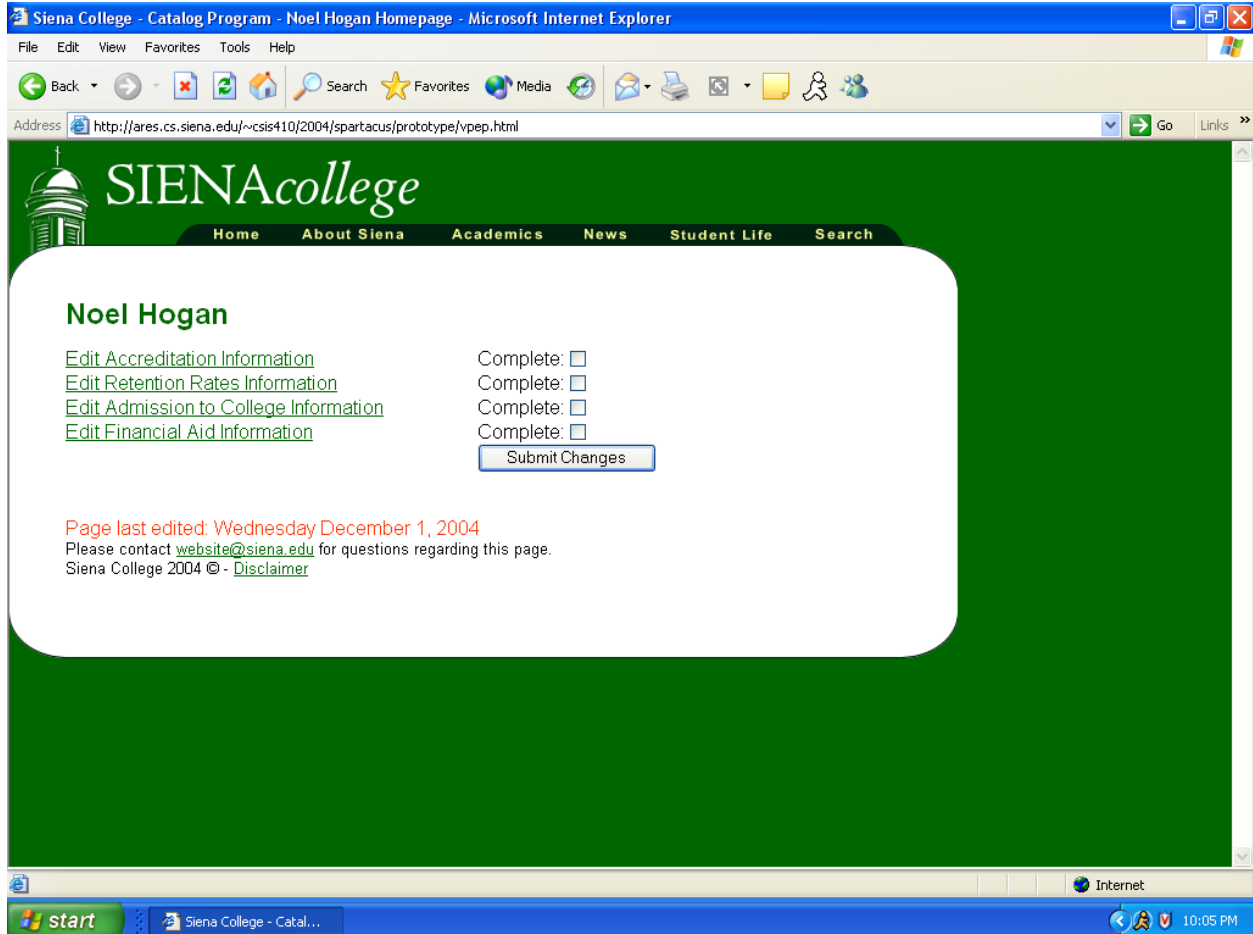 Siena College - Catalog Program - Noel Hogan Homepage - Microsoft Internet Explorer
File Edit View Favorites Tools Help
Back Search Favorites Media
Address http://ares.cs.siena.edu/~csis410/2004/spartacus/prototype/vpep.html Go Links »
SIENAcollege
Home About Siena Academics News Student Life Search
Noel Hogan
Edit Accreditation Information Complete:
Edit Retention Rates Information Complete:
Edit Admission to College Information Complete:
Edit Financial Aid Information Complete:
Submit Changes
Page last edited: Wednesday December 1, 2004
Please contact website@siena.edu for questions regarding this page.
Siena College 2004 © - Disclaimer
Internet
start Siena College - Catal... 10:05 PM